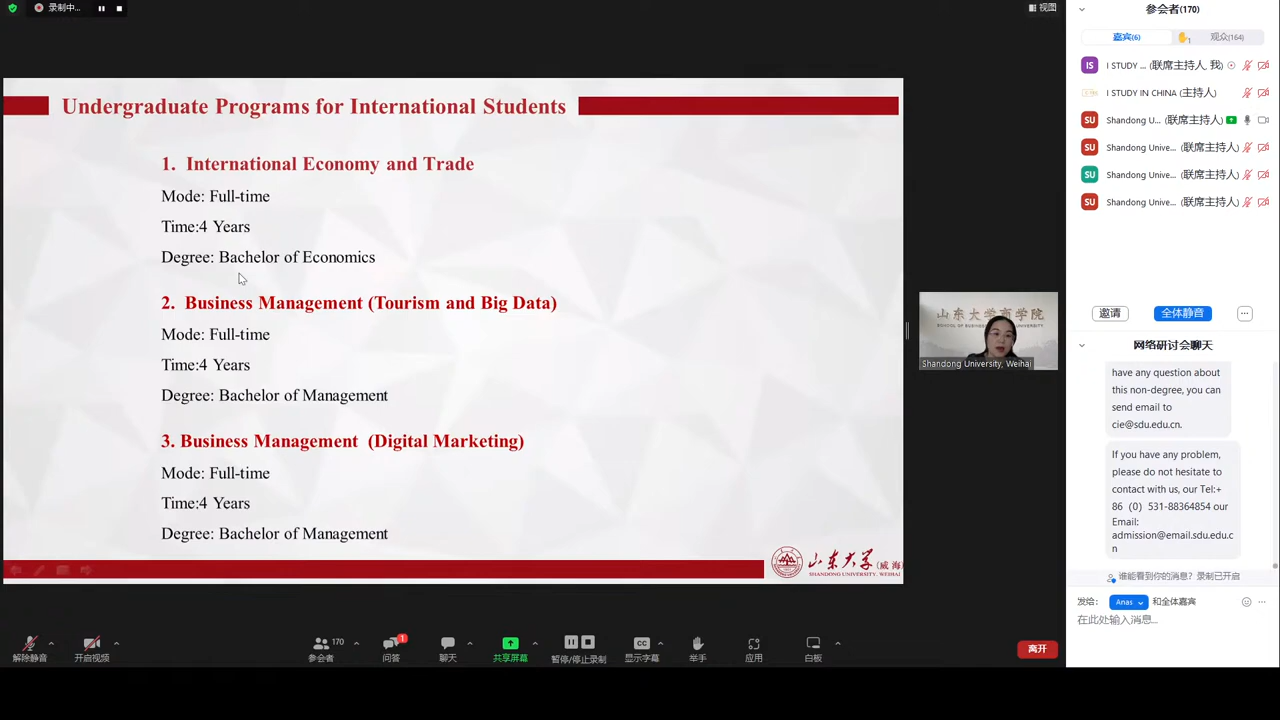 录制中...
视图
Undergraduate Programs for International Students
1. International Economy and Trade
Mode: Full-time
Time:4 Years
Degree: Bachelor of Economics
2. Business Management (Tourism and Big Data)
Mode: Full-time
Time:4 Years
Degree: Bachelor of Management
3. Business Management (Digital Marketing)
Mode: Full-time
Time:4 Years
Degree: Bachelor of Management
山东大学(威海
SHANDONG UNIVERSITY, WEIHAI
山东大学商学院
Shandong University, Weihai
参会者(170)
嘉宾(6)
1
观众(164)
IS I STUDY ... (联席主持人, 我)
I STUDY IN CHINA (主持人)
SU Shandong U... (联席主持人)
SU Shandong Unive... (联席主持人)
SU Shandong Unive... (联席主持人)
SU Shandong Unive... (联席主持人)
邀请
全体静音
...
网络研讨会聊天
have any question about
this non-degree, you can
send email to
cie@sdu.edu.cn.
If you have any problem,
please do not hesitate to
contact with us, our Tel:+
86（0）531-88364854 our
Email:
admission@email.sdu.edu.c
n
谁能看到你的消息? 录制已开启
发给: Anas 和全体嘉宾
在此处输入消息...
解除静音
开启视频
170
参会者
1
问答
聊天
共享屏幕
暂停/停止录制
CC
显示字幕
举手
应用
白板
离开